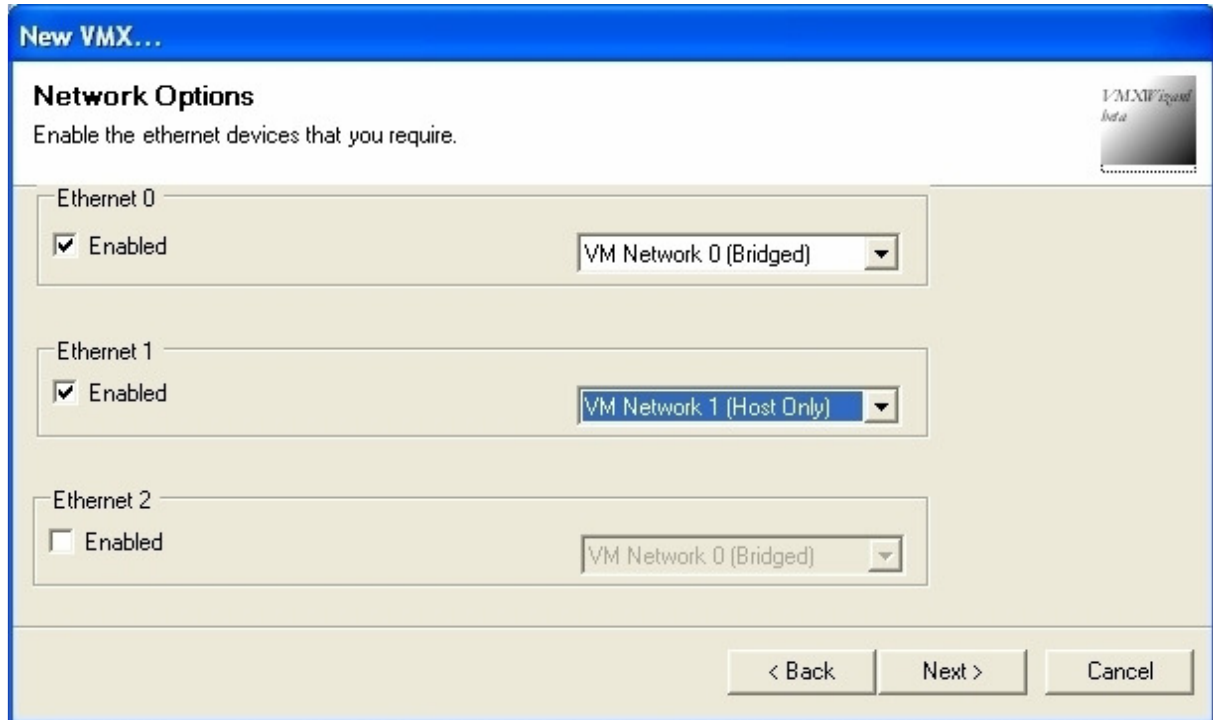 New VMX...
Network Options
Enable the ethernet devices that you require.
VMXWizard
beta
Ethernet 0
Enabled
VM Network 0 (Bridged)
Ethernet 1
Enabled
VM Network 1 (Host Only)
Ethernet 2
Enabled
VM Network 0 (Bridged)
< Back Next > Cancel